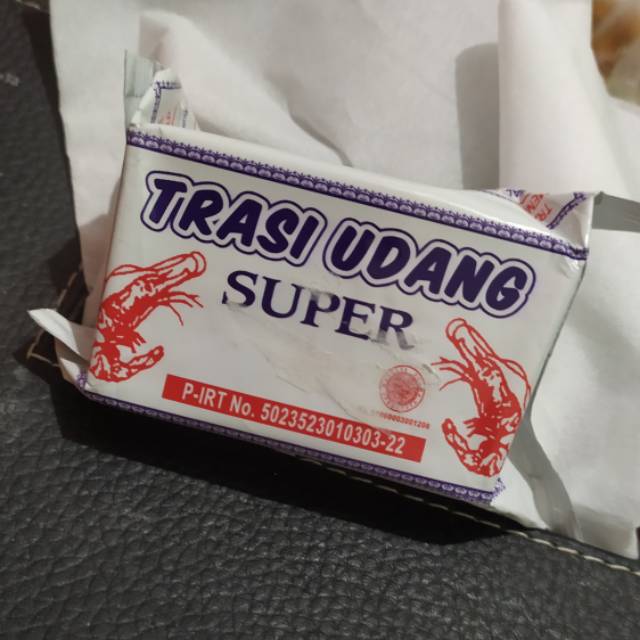 TRASI UDANG
SUPER
P-IRT No. 5023523010303-22